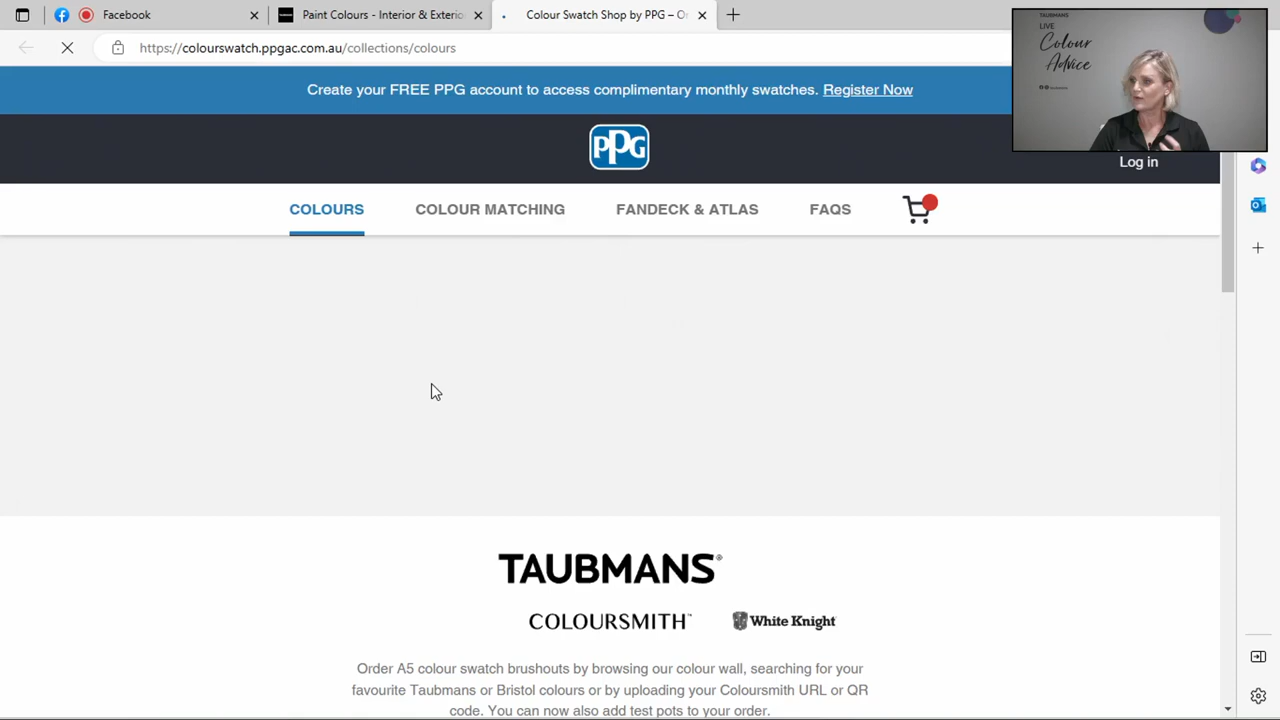 Facebook
Paint Colours - Interior & Exterio
Colour Swatch Shop by PPG – Or
https://colourswatch.ppgac.com.au/collections/colours
TAUBMANS
LIVE
Colour
Advice
Create your FREE PPG account to access complimentary monthly swatches. Register Now
PPG
Log in
COLOURS
COLOUR MATCHING
FANDECK & ATLAS
FAQS
TAUBMANS®
COLOURSMITH™
White Knight
Order A5 colour swatch brushouts by browsing our colour wall, searching for your
favourite Taubmans or Bristol colours or by uploading your Coloursmith URL or QR
code. You can now also add test pots to your order.